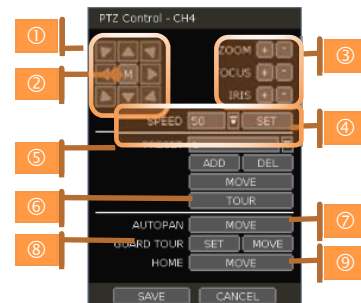 PTZ Control - CH4
①
②
M
ZOOM + -
FOCUS + -
IRIS + -
③
SPEED 50 SET
④
⑤
ADD DEL
MOVE
⑥
TOUR
AUTOPAN MOVE
⑦
⑧
GUARD TOUR SET MOVE
HOME MOVE
⑨
SAVE CANCEL